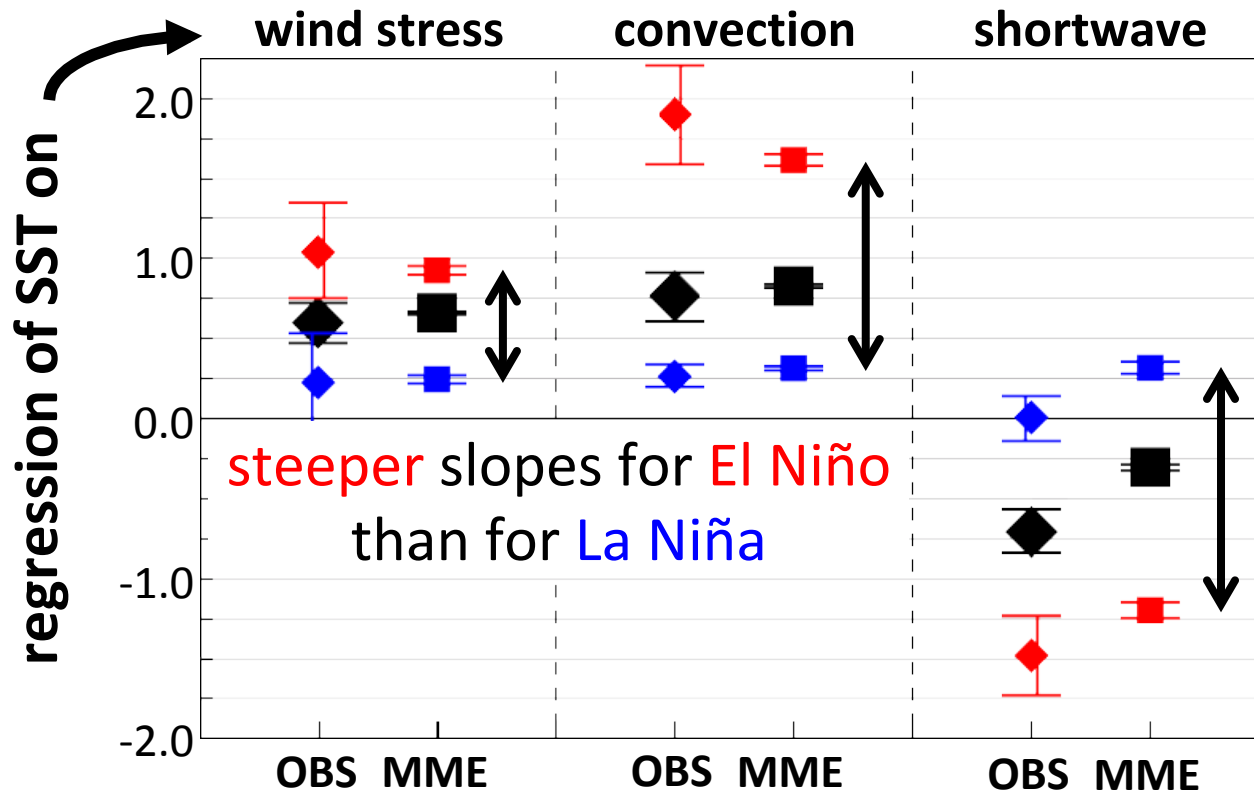 wind stress convection shortwave
regression of SST on
2.0
1.0
0.0
-1.0
-2.0
steeper slopes for El Niño
than for La Niña
OBS MME OBS MME OBS MME